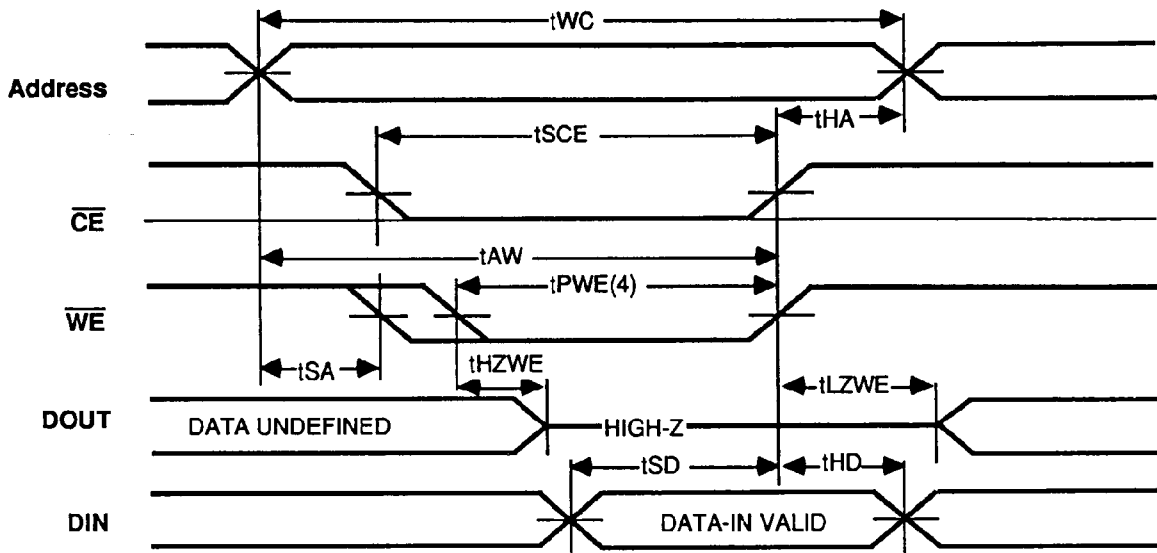 tWC
Address
tHA
tSCE
CE
tAW
tPWE(4)
WE
tHZWE
tSA
tLZWE
DOUT
DATA UNDEFINED
HIGH-Z
tSD
tHD
DIN
DATA-IN VALID